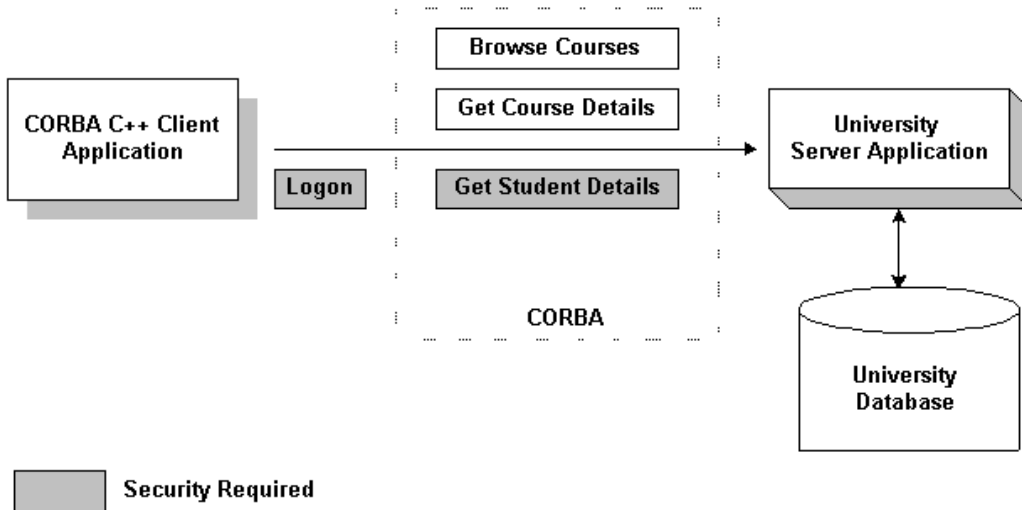 Browse Courses
CORBA C++ Client
Application
Get Course Details
University
Server Application
Logon
Get Student Details
CORBA
University
Database
Security Required